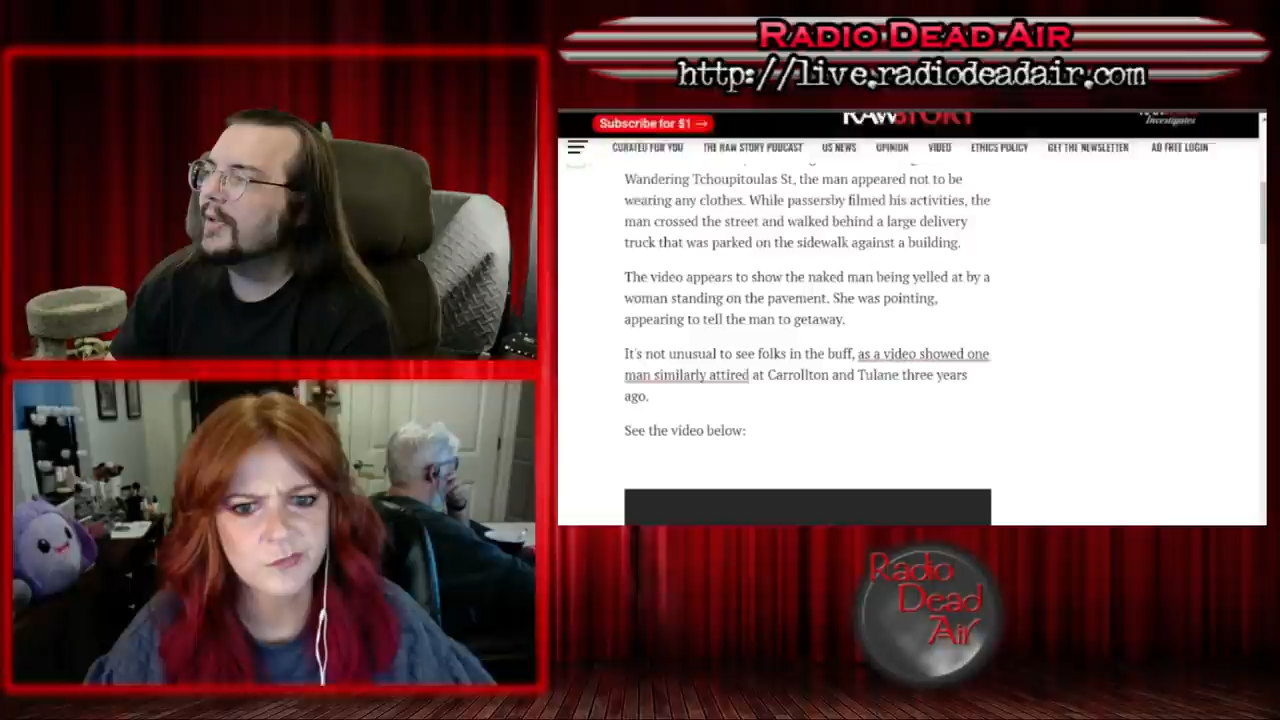 RADIO DEAD AIR
http://live.radiodeadair.com
Subscribe for $1 →
RAWSTORY
Investigates
CURATED FOR YOU
THE RAW STORY PODCAST
US NEWS
OPINION
VIDEO
ETHICS POLICY
GET THE NEWSLETTER
AD FREE LOGIN
Wandering Tchoupitoulas St, the man appeared not to be
wearing any clothes. While passersby filmed his activities, the
man crossed the street and walked behind a large delivery
truck that was parked on the sidewalk against a building.
The video appears to show the naked man being yelled at by a
woman standing on the pavement. She was pointing,
appearing to tell the man to getaway.
It's not unusual to see folks in the buff, as a video showed one
man similarly attired at Carrollton and Tulane three years
ago.
See the video below:
Radio
Dead
Air